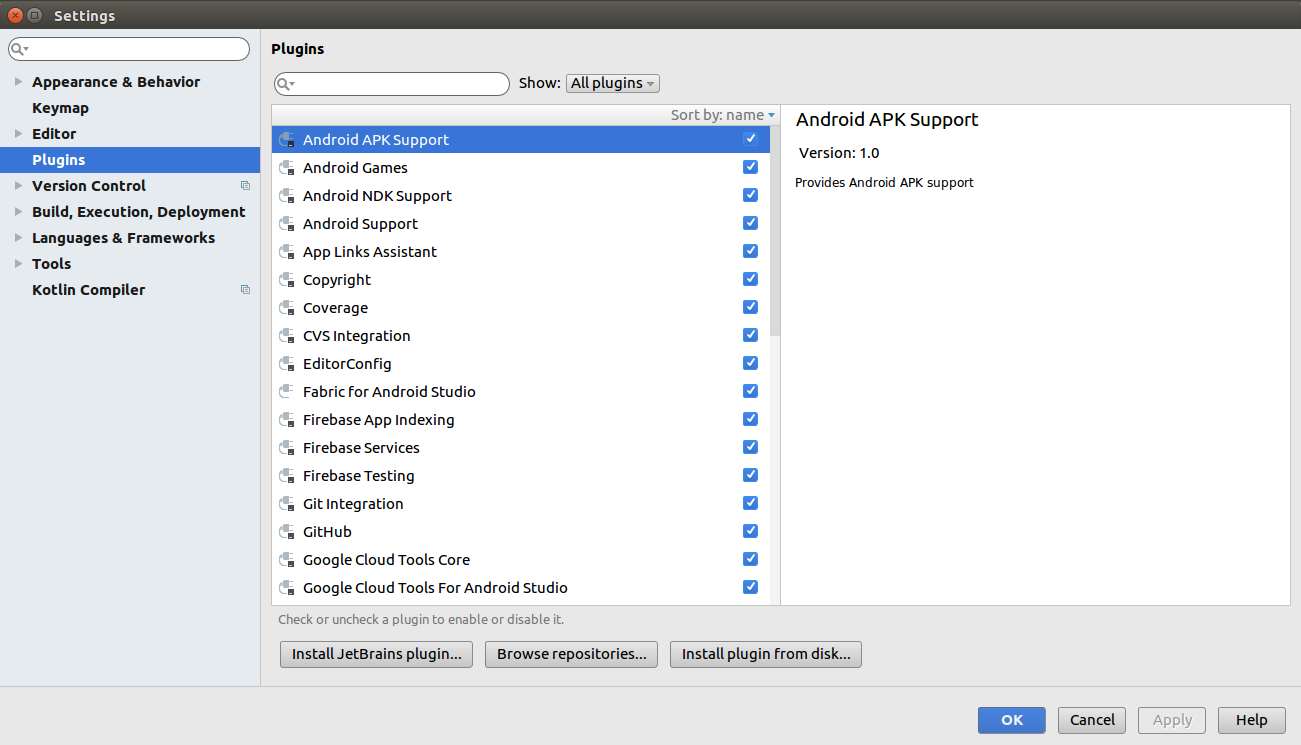 Settings
Appearance & Behavior
Keymap
Editor
Plugins
Version Control
Build, Execution, Deployment
Languages & Frameworks
Tools
Kotlin Compiler
Plugins
Show: All plugins
Sort by: name
Android APK Support
Android Games
Android NDK Support
Android Support
App Links Assistant
Copyright
Coverage
CVS Integration
EditorConfig
Fabric for Android Studio
Firebase App Indexing
Firebase Services
Firebase Testing
Git Integration
GitHub
Google Cloud Tools Core
Google Cloud Tools For Android Studio
Android APK Support
Version: 1.0
Provides Android APK support
Check or uncheck a plugin to enable or disable it.
Install JetBrains plugin... Browse repositories... Install plugin from disk...
OK Cancel Apply Help